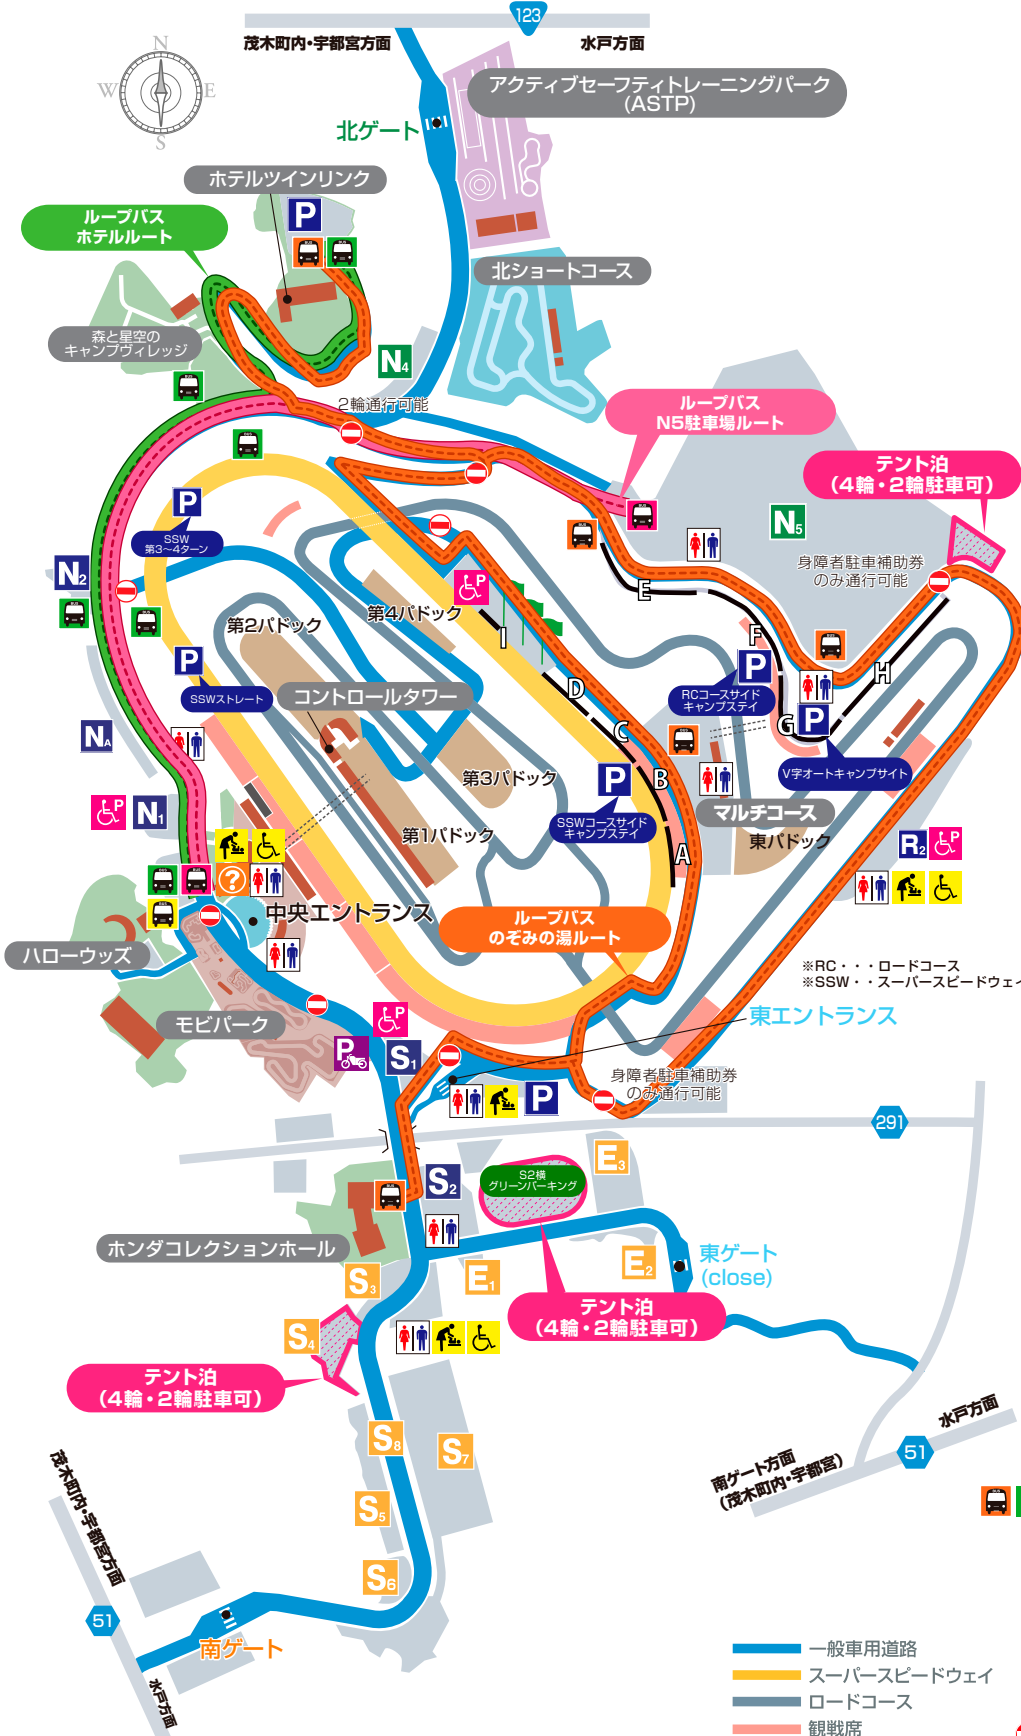 123
茂木町内・宇都宮方面
水戸方面
N
W
E
S
アクティブセーフティトレーニングパーク
(ASTP)
北ゲート
ホテルツインリンク
P
ループバス
ホテルルート
北ショートコース
森と星空の
キャンプヴィレッジ
N4
2輪通行可能
ループバス
N5駐車場ルート
テント泊
(4輪・2輪駐車可)
P
SSW
第3〜4ターン
N5
身障者駐車補助券
のみ通行可能
N2
E
P
第2パドック
第4パドック
I
F
P
SSWストレート
コントロールタワー
D
P
RCコースサイド
キャンプステイ
H
NA
C
G
P
第3パドック
P
B
V字オートキャンプサイト
P
N1
SSWコースサイド
キャンプステイ
マルチコース
第1パドック
A
東パドック
R2
P
?
中央エントランス
ループバス
のぞみの湯ルート
ハローウッズ
※RC・・・ロードコース
※SSW・・スーパースピードウェイ
モビパーク
P
東エントランス
P
S1
身障者駐車補助券
のみ通行可能
P
291
S2
S2横
グリーンパーキング
E3
ホンダコレクションホール
S3
E1
E2
東ゲート
(close)
テント泊
(4輪・2輪駐車可)
S4
テント泊
(4輪・2輪駐車可)
S8
S7
水戸方面
51
南ゲート方面
(茂木町内・宇都宮)
茂木町内・宇都宮方面
S5
S6
51
南ゲート
水戸方面
一般車用道路
スーパースピードウェイ
ロードコース
観戦席